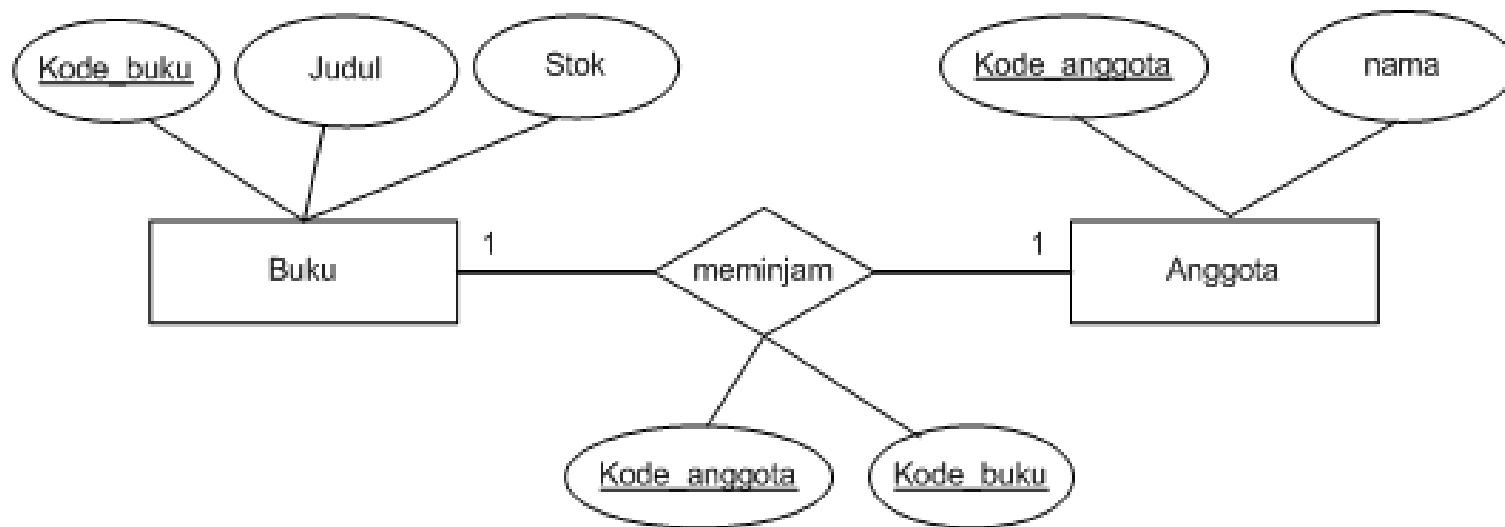 Kode_buku
Judul
Stok
Kode_anggota
nama
Buku
1
meminjam
1
Anggota
Kode_anggota
Kode_buku